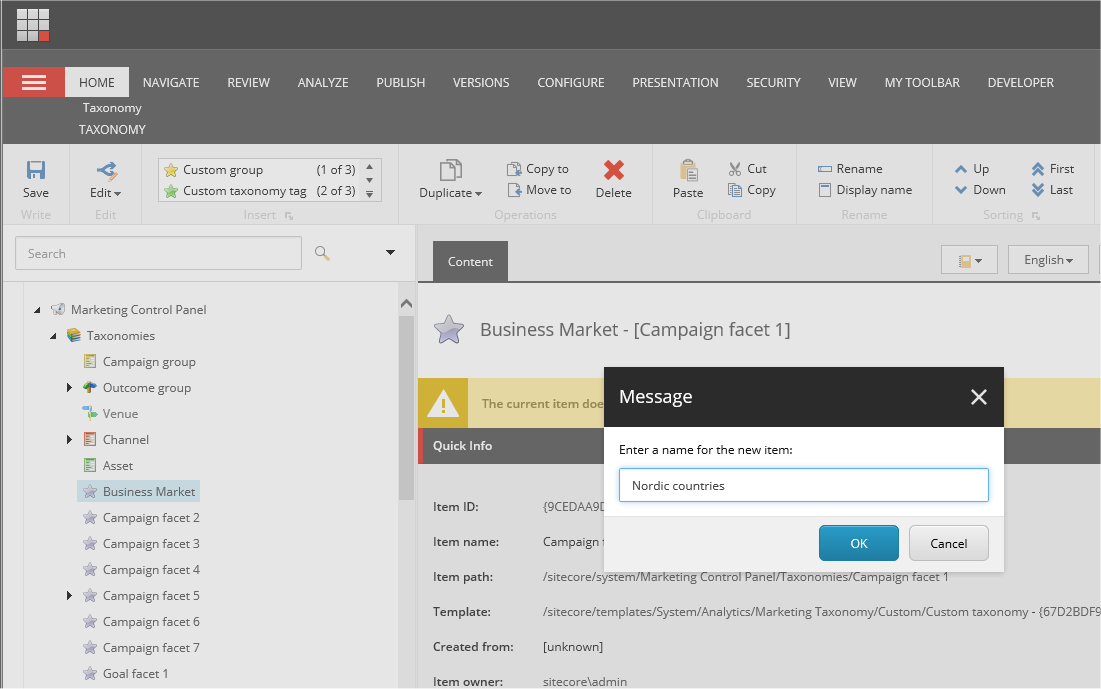 HOME NAVIGATE REVIEW ANALYZE PUBLISH VERSIONS CONFIGURE PRESENTATION SECURITY VIEW MY TOOLBAR DEVELOPER
Taxonomy
TAXONOMY
Custom group (1 of 3)
Custom taxonomy tag (2 of 3)
Save
Edit
Duplicate
Copy to
Move to
Delete
Paste
Cut
Copy
Rename
Display name
Up
Down
First
Last
Write
Edit
Insert
Operations
Clipboard
Rename
Sorting
Search
Content
English
Marketing Control Panel
Taxonomies
Campaign group
Outcome group
Venue
Channel
Asset
Business Market
Campaign facet 2
Campaign facet 3
Campaign facet 4
Campaign facet 5
Campaign facet 6
Campaign facet 7
Goal facet 1
Business Market - [Campaign facet 1]
The current item doe
Quick Info
Item ID: {9CEDAA9D
Item name: Campaign f
Item path: /sitecore/system/Marketing Control Panel/Taxonomies/Campaign facet 1
Template: /sitecore/templates/System/Analytics/Marketing Taxonomy/Custom/Custom taxonomy - {67D2BDF9
Created from: [unknown]
Item owner: sitecore\admin
Message
Enter a name for the new item:
Nordic countries
OK
Cancel